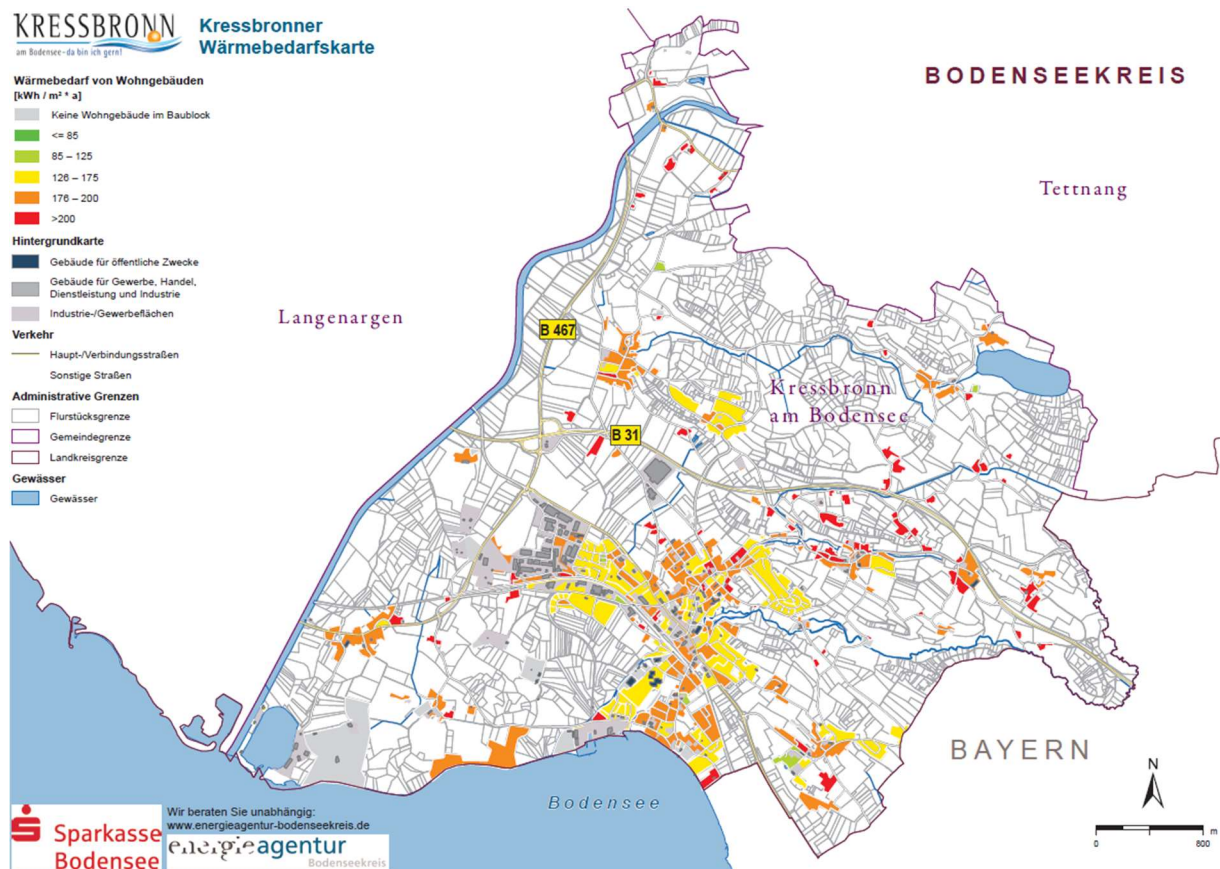 KRESSBRONN
am Bodensee-da bin ich gern!
Kressbronner
Wärmebedarfskarte
Wärmebedarf von Wohngebäuden
[kWh / m² * a]
Keine Wohngebäude im Baublock
<= 85
85 – 125
126 – 175
176 – 200
>200
Hintergrundkarte
Gebäude für öffentliche Zwecke
Gebäude für Gewerbe, Handel,
Dienstleistung und Industrie
Industrie-/Gewerbeflächen
Verkehr
Haupt-/Verbindungsstraßen
Sonstige Straßen
Administrative Grenzen
Flurstücksgrenze
Gemeindegrenze
Landkreisgrenze
Gewässer
Gewässer
BODENSEEKREIS
Tettnang
Langenargen
B 467
Kressbronn
am Bodensee
B 31
BAYERN
Bodensee
N
m
0 600
Sparkasse
Bodensee
Wir beraten Sie unabhängig:
www.energieagentur-bodenseekreis.de
energieagentur
Bodenseekreis